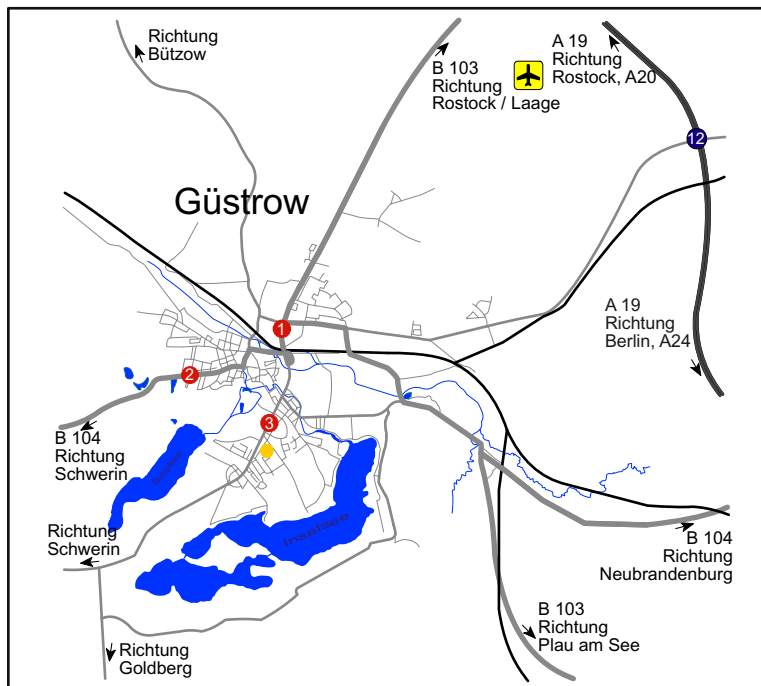 Richtung
Bützow
B 103
Richtung
Rostock / Laage
A 19
Richtung
Rostock, A20
12
Güstrow
1
A 19
Richtung
Berlin, A24
2
3
B 104
Richtung
Schwerin
Inselsee
Richtung
Schwerin
B 104
Richtung
Neubrandenburg
B 103
Richtung
Plau am See
Richtung
Goldberg